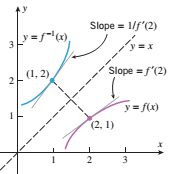 y
Slope = 1/f′(2)
y = f⁻¹(x)
3
y = x
(1, 2)
Slope = f′(2)
2
y = f(x)
1
(2, 1)
x
1
2
3